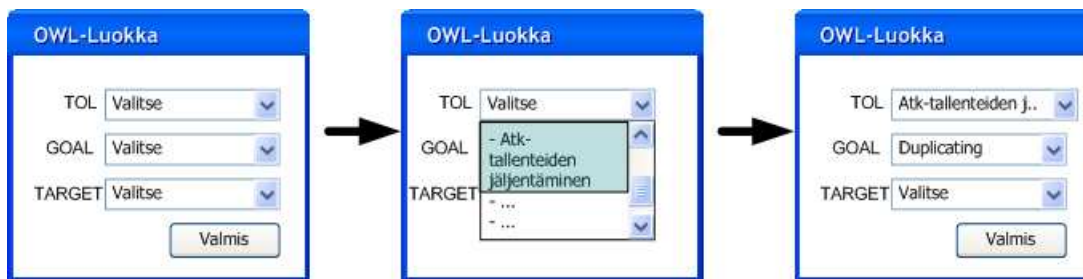 OWL-Luokka
TOL Valitse
GOAL Valitse
TARGET Valitse
Valmis
OWL-Luokka
TOL Valitse
GOAL
- Atk-
tallenteiden
jäljentäminen
TARGET
- ...
- ...
OWL-Luokka
TOL Atk-tallenteiden j..
GOAL Duplicating
TARGET Valitse
Valmis